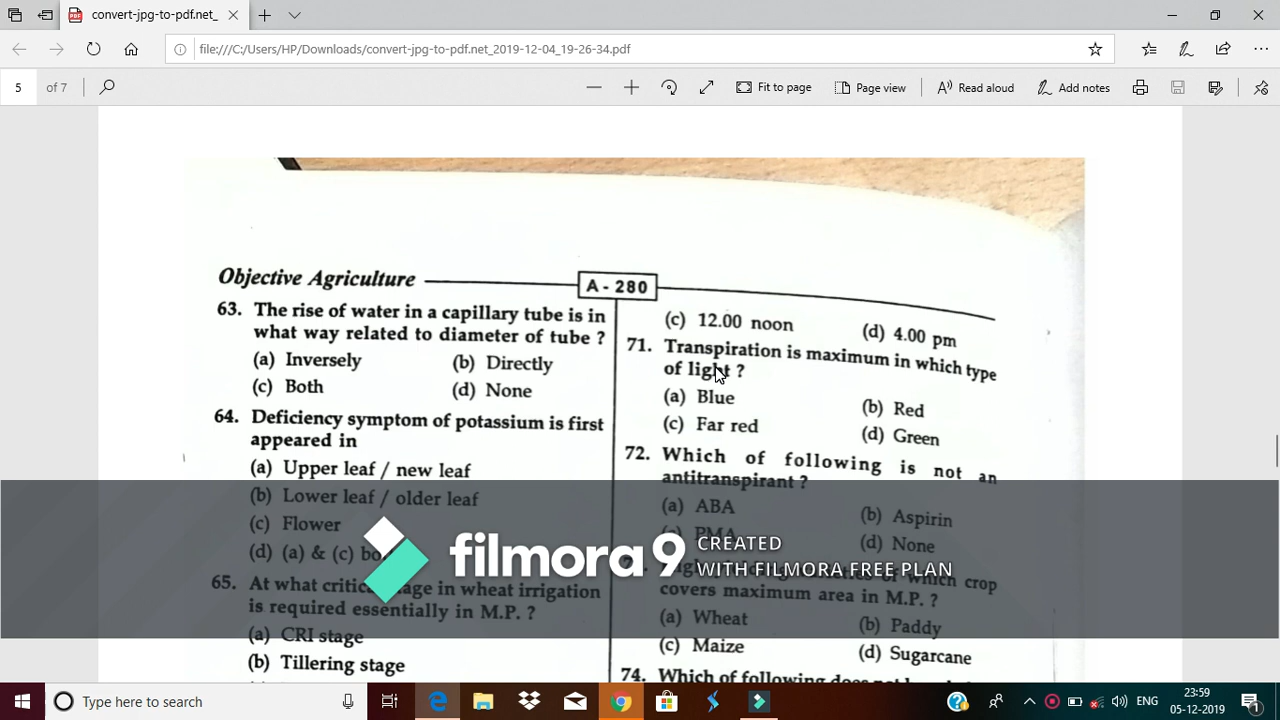 convert-jpg-to-pdf.net_
file:///C:/Users/HP/Downloads/convert-jpg-to-pdf.net_2019-12-04_19-26-34.pdf
5 of 7 Fit to page Page view Read aloud Add notes
Objective Agriculture A - 280
63. The rise of water in a capillary tube is in
what way related to diameter of tube ?
(a) Inversely (b) Directly
(c) Both (d) None
64. Deficiency symptom of potassium is first
appeared in
(a) Upper leaf / new leaf
(b) Lower leaf / older leaf
(c) Flower
(d) (a) & (c)
65. At what stage in wheat irrigation
is required essentially in M.P. ?
(a) CRI stage
(b) Tillering stage
(c) 12.00 noon (d) 4.00 pm
71. Transpiration is maximum in which type
of light ?
(a) Blue (b) Red
(c) Far red (d) Green
72. Which of following is not an
antitranspirant ?
(a) ABA (b) Aspirin
(c) PMA (d) None
which crop
covers maximum area in M.P. ?
(a) Wheat (b) Paddy
(c) Maize (d) Sugarcane
74. Which of following does not
filmora 9 CREATED
WITH FILMORA FREE PLAN
Type here to search
ENG
23:59
05-12-2019
1